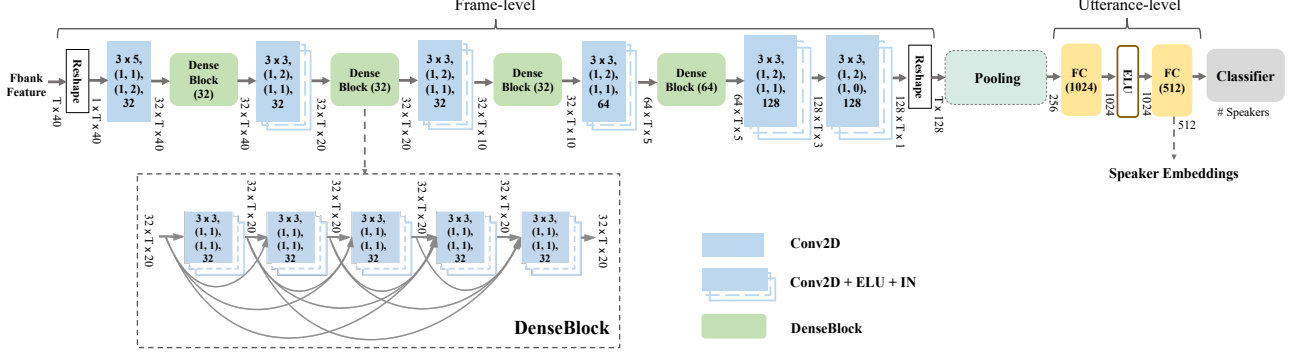 Frame-level
Utterance-level
Fbank
Feature
T x 40
Reshape
1 x T x 40
3 x 5,
(1, 1),
(1, 2),
32
32 x T x 40
Dense
Block
(32)
32 x T x 40
3 x 3,
(1, 2),
(1, 1),
32
32 x T x 20
Dense
Block (32)
32 x T x 20
3 x 3,
(1, 2),
(1, 1),
32
32 x T x 10
Dense
Block (32)
32 x T x 10
3 x 3,
(1, 2),
(1, 1),
64
64 x T x 5
Dense
Block (64)
64 x T x 5
3 x 3,
(1, 2),
(1, 1),
128
128 x T x 3
3 x 3,
(1, 2),
(1, 0),
128
128 x T x 1
Reshape
T x 128
Pooling
256
FC
(1024)
1024
ELU
1024
FC
(512)
512
Classifier
# Speakers
Speaker Embeddings
32 x T x 20
3 x 3,
(1, 1),
(1, 1),
32
32 x T x 20
3 x 3,
(1, 1),
(1, 1),
32
32 x T x 20
3 x 3,
(1, 1),
(1, 1),
32
32 x T x 20
3 x 3,
(1, 1),
(1, 1),
32
32 x T x 20
3 x 3,
(1, 1),
(1, 1),
32
32 x T x 20
DenseBlock
Conv2D
Conv2D + ELU + IN
DenseBlock